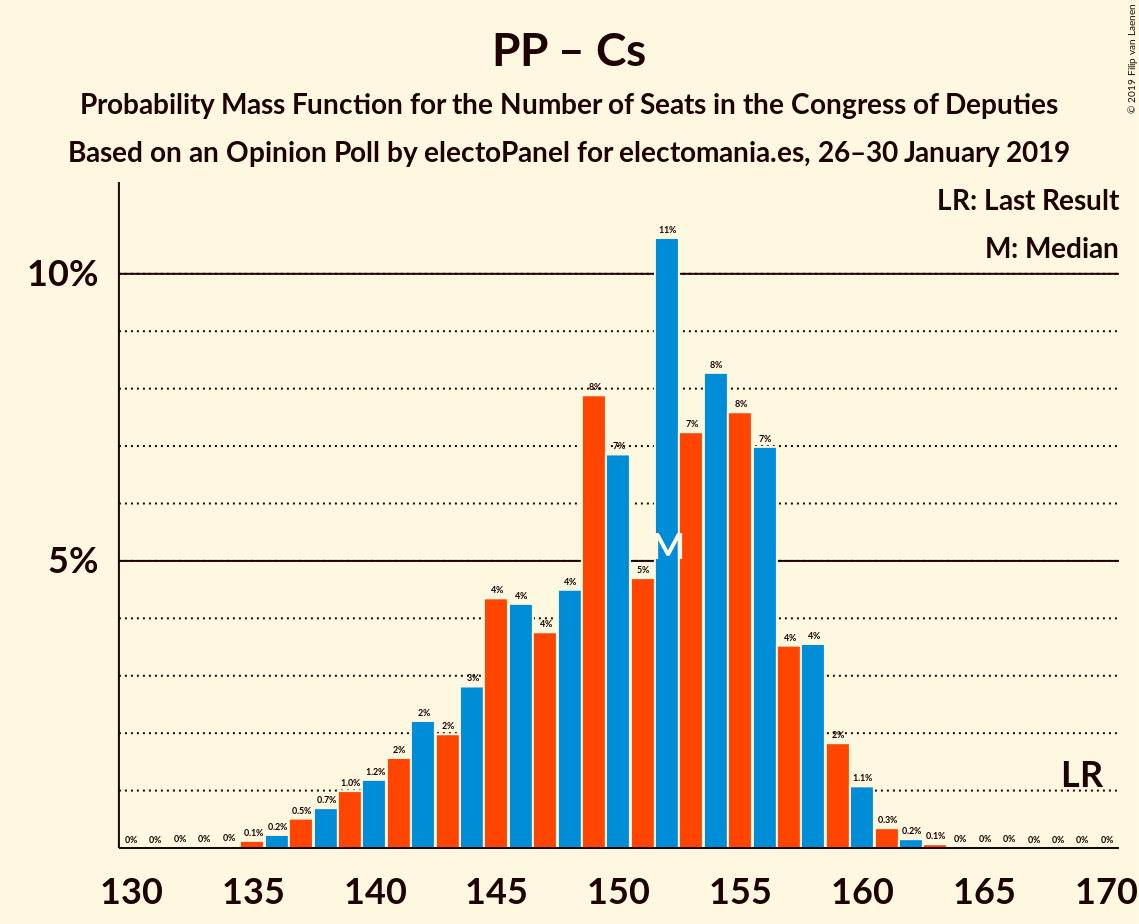 PP – Cs
Probability Mass Function for the Number of Seats in the Congress of Deputies
Based on an Opinion Poll by electoPanel for electomania.es, 26–30 January 2019
© 2019 Filip van Laenen
LR: Last Result
M: Median
10%
5%
0% 0% 0% 0% 0% 0.1% 0.2% 0.5% 0.7% 1.0% 1.2% 2% 2% 2% 3% 4% 4% 4% 4% 8% 7% 5% 11% 7% 8% 8% 7% 4% 4% 2% 1.1% 0.3% 0.2% 0.1% 0% 0% 0% 0% 0% 0% 0%
M
LR
130 135 140 145 150 155 160 165 170